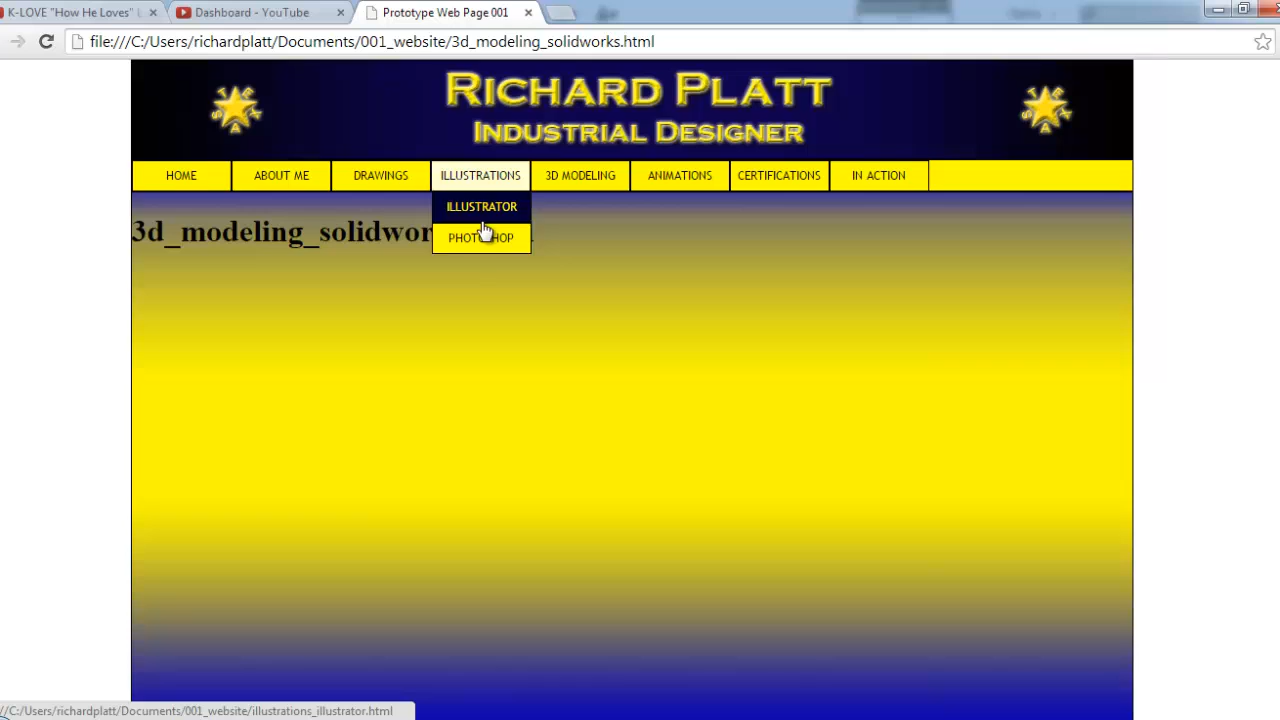 K-LOVE "How He Loves"
Dashboard - YouTube
Prototype Web Page 001
file:///C:/Users/richardplatt/Documents/001_website/3d_modeling_solidworks.html
RICHARD PLATT
INDUSTRIAL DESIGNER
HOME ABOUT ME DRAWINGS ILLUSTRATIONS 3D MODELING ANIMATIONS CERTIFICATIONS IN ACTION
ILLUSTRATOR
3d_modeling_solidwor
PHOTOSHOP
//C:/Users/richardplatt/Documents/001_website/illustrations_illustrator.html